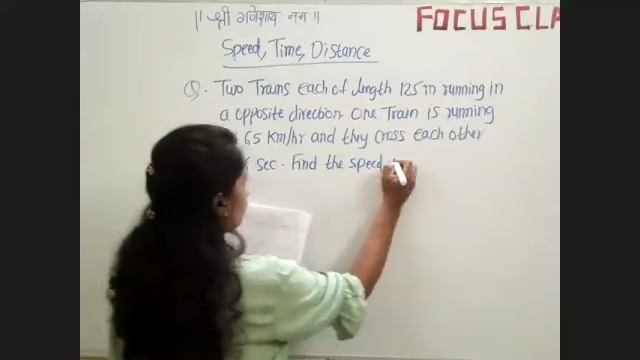 || श्री गणेशाय नमः ||
FOCUS CLA
Speed, Time, Distance
Q. Two Trains each of length 125 m running in
a opposite direction One Train is running
65 Km/hr and they cross each other
sec. Find the speed